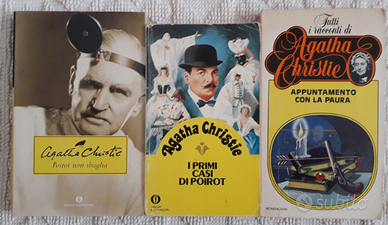 Agatha Christie
Poirot non sbaglia
Agatha Christie
I PRIMI
CASI
DI POIROT
Tutti
i racconti di
Agatha
Christie
APPUNTAMENTO
CON LA PAURA
MONDADORI
subito